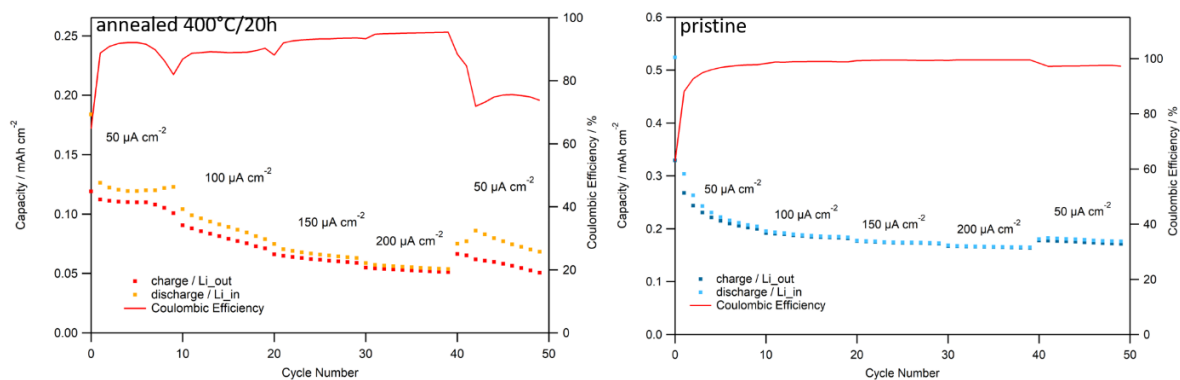 annealed 400°C/20h
0.25
0.20
0.15
0.10
0.05
0.00
Capacity / mAh cm-2
100
80
60
40
20
0
Coulombic Efficiency / %
50 µA cm-2
100 µA cm-2
150 µA cm-2
200 µA cm-2
50 µA cm-2
charge / Li_out
discharge / Li_in
Coulombic Efficiency
0 10 20 30 40 50
Cycle Number
pristine
0.6
0.5
0.4
0.3
0.2
0.1
0.0
Capacity / mAh cm-2
100
80
60
40
20
0
Coulombic Efficiency / %
50 µA cm-2
100 µA cm-2
150 µA cm-2
200 µA cm-2
50 µA cm-2
charge / Li_out
discharge / Li_in
Coulombic Efficiency
0 10 20 30 40 50
Cycle Number